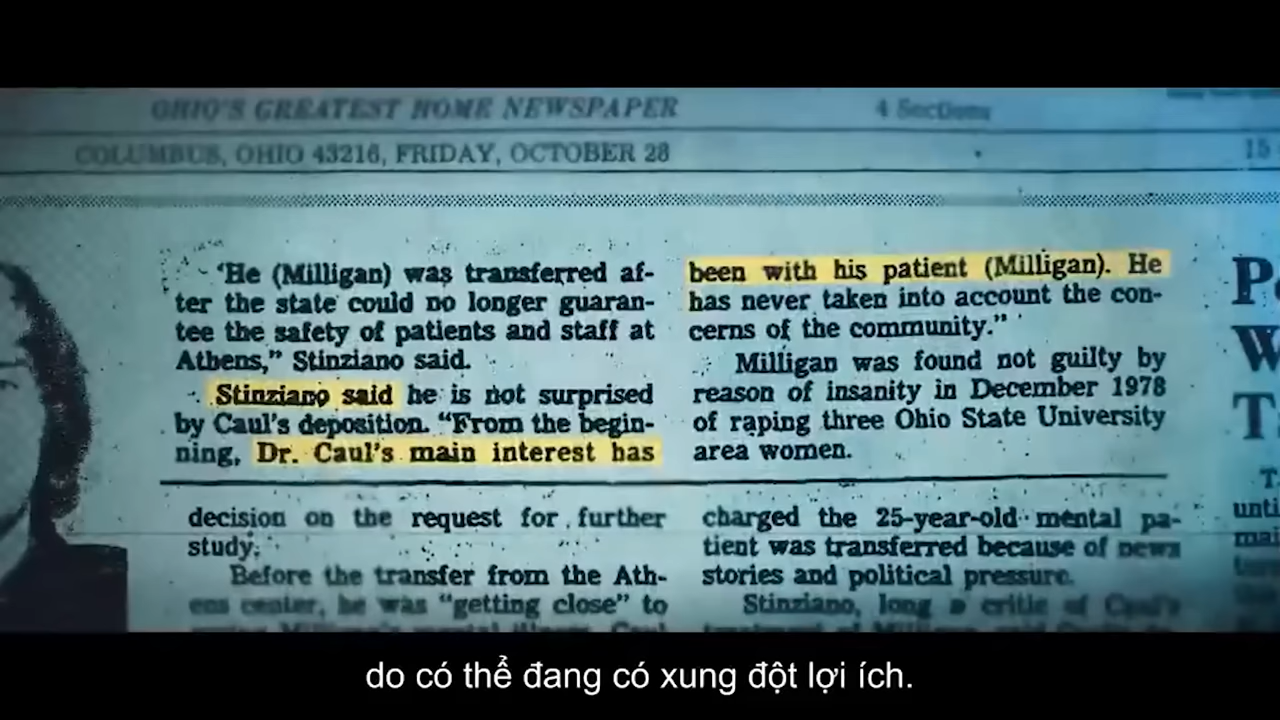 OHIO'S GREATEST HOME NEWSPAPER
4 Sections
COLUMBUS, OHIO 43216, FRIDAY, OCTOBER 28
15
'He (Milligan) was transferred af-
ter the state could no longer guaran-
tee the safety of patients and staff at
Athens," Stinziano said.
Stinziano said he is not surprised
by Caul's deposition. "From the begin-
ning, Dr. Caul's main interest has
been with his patient (Milligan). He
has never taken into account the con-
cerns of the community."
Milligan was found not guilty by
reason of insanity in December 1978
of raping three Ohio State University
area women.
decision on the request for further
study.
Before the transfer from the Ath-
ens center, he was "getting close" to
charged the 25-year-old mental pa-
tient was transferred because of news
stories and political pressure.
Stinziano, long a critic of Caul's
P
W
T
unti
mai
do có thể đang có xung đột lợi ích.